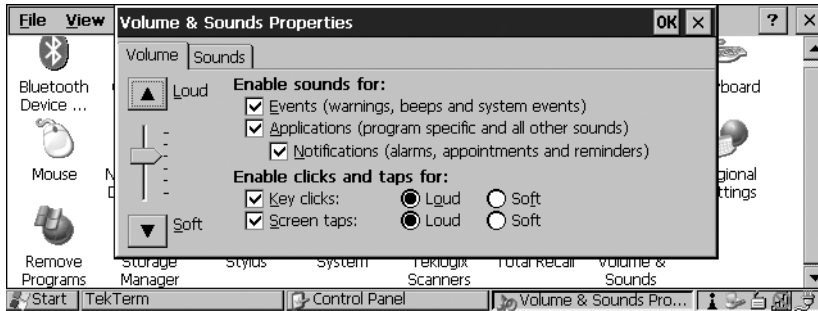 File View
Volume & Sounds Properties
OK
?
Volume Sounds
Loud
Enable sounds for:
Events (warnings, beeps and system events)
Applications (program specific and all other sounds)
Notifications (alarms, appointments and reminders)
Enable clicks and taps for:
Key clicks: Loud Soft
Screen taps: Loud Soft
Soft
Bluetooth
Device ...
Mouse
Remove
Programs
Storage
Manager
Stylus
System
Teklogix
Scanners
Total Recall
Volume &
Sounds
Start TekTerm Control Panel Volume & Sounds Pro...